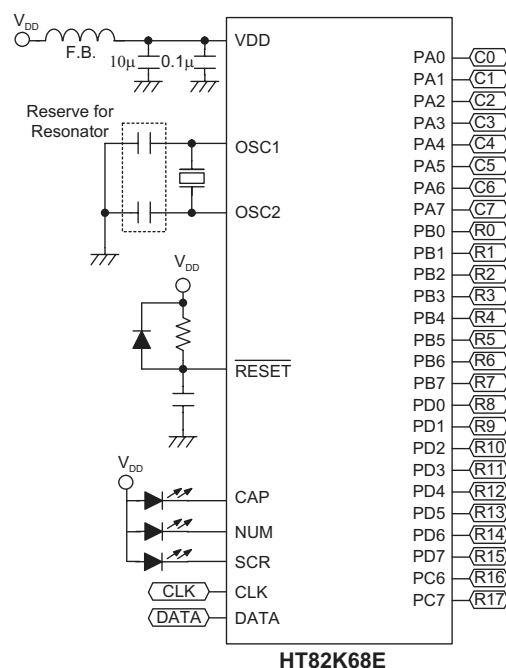 VDD
F.B.
10μ
0.1μ
VDD
Reserve for
Resonator
OSC1
OSC2
VDD
RESET
VDD
CAP
NUM
SCR
CLK
CLK
DATA
DATA
PA0
C0
PA1
C1
PA2
C2
PA3
C3
PA4
C4
PA5
C5
PA6
C6
PA7
C7
PB0
R0
PB1
R1
PB2
R2
PB3
R3
PB4
R4
PB5
R5
PB6
R6
PB7
R7
PD0
R8
PD1
R9
PD2
R10
PD3
R11
PD4
R12
PD5
R13
PD6
R14
PD7
R15
PC6
R16
PC7
R17
HT82K68E